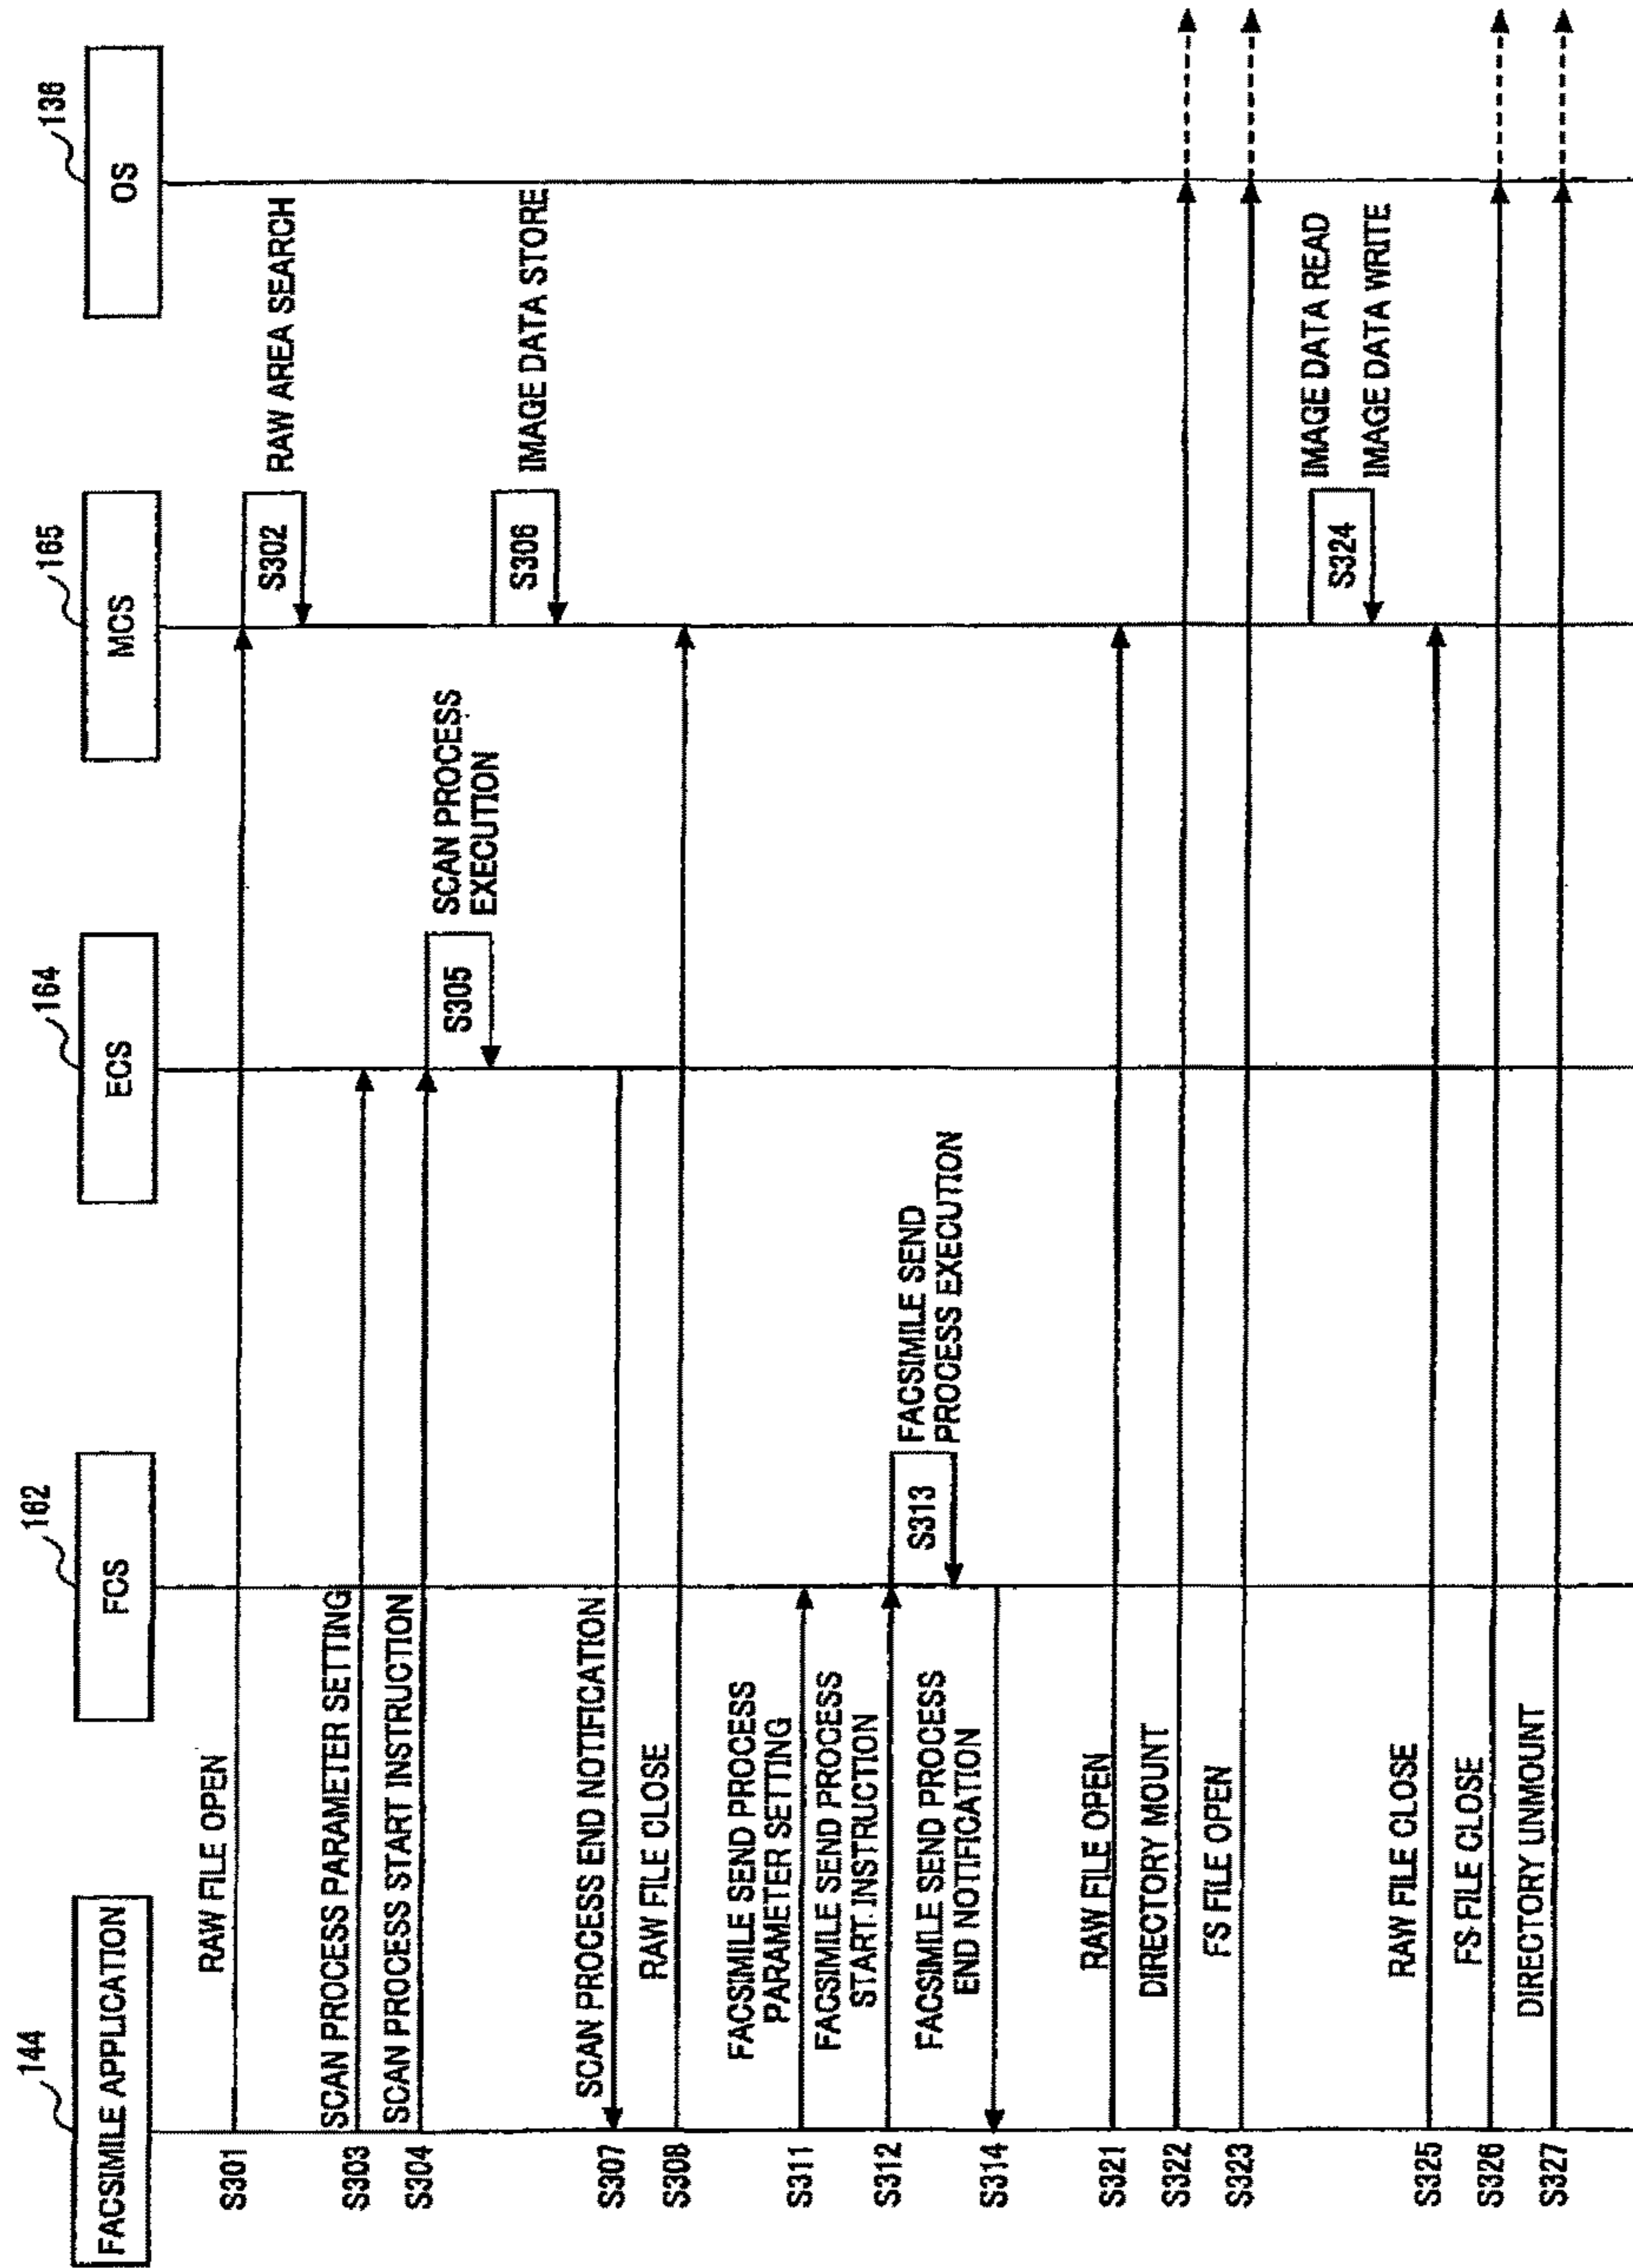 144
FACSIMILE APPLICATION
162
FCS
164
ECS
165
MCS
136
OS
S301
RAW FILE OPEN
S302
RAW AREA SEARCH
S303
SCAN PROCESS PARAMETER SETTING
S304
SCAN PROCESS START INSTRUCTION
S305
SCAN PROCESS
EXECUTION
S306
IMAGE DATA STORE
S307
SCAN PROCESS END NOTIFICATION
S308
RAW FILE CLOSE
S311
FACSIMILE SEND PROCESS
PARAMETER SETTING
S312
FACSIMILE SEND PROCESS
START INSTRUCTION
S313
FACSIMILE SEND
PROCESS EXECUTION
S314
FACSIMILE SEND PROCESS
END NOTIFICATION
S321
RAW FILE OPEN
S322
DIRECTORY MOUNT
S323
FS FILE OPEN
S324
IMAGE DATA READ
IMAGE DATA WRITE
S325
RAW FILE CLOSE
S326
FS FILE CLOSE
S327
DIRECTORY UNMOUNT